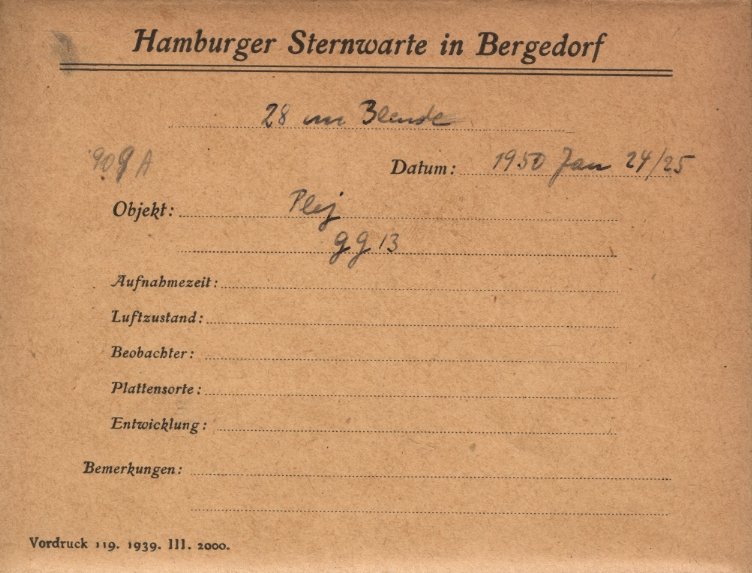 Hamburger Sternwarte in Bergedorf
28 cm Blende
909 A Datum: 1950 Jan 24/25
Objekt: Plej
gg 13
Aufnahmezeit:
Luftzustand:
Beobachter:
Plattensorte:
Entwicklung:
Bemerkungen:
Vordruck 119. 1939. III. 2000.